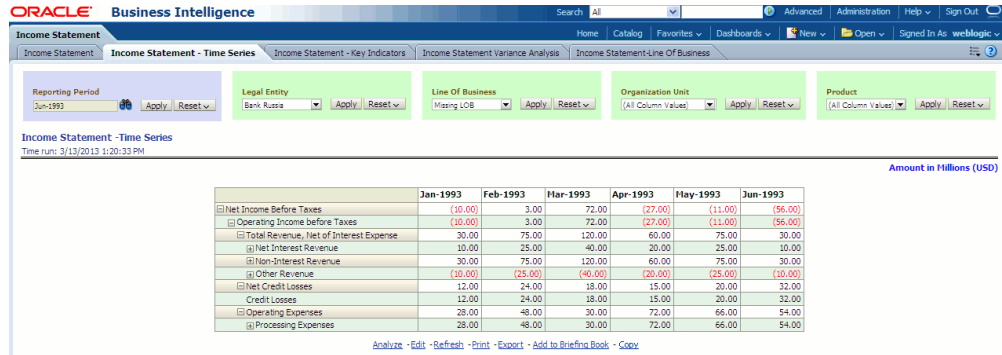 ORACLE Business Intelligence Search All Advanced Administration Help Sign Out
Income Statement Home Catalog Favorites Dashboards New Open Signed In As weblogic
Income Statement Income Statement - Time Series Income Statement - Key Indicators Income Statement Variance Analysis Income Statement-Line Of Business
Reporting Period Legal Entity Line Of Business Organization Unit Product
Jun-1993 Apply Reset Bank Russia Apply Reset Missing LOB Apply Reset (All Column Values) Apply Reset (All Column Values) Apply Reset
Income Statement -Time Series
Time run: 3/13/2013 1:20:33 PM
Amount in Millions (USD)
Jan-1993 Feb-1993 Mar-1993 Apr-1993 May-1993 Jun-1993
Net Income Before Taxes (10.00) 3.00 72.00 (27.00) (11.00) (56.00)
Operating Income before Taxes (10.00) 3.00 72.00 (27.00) (11.00) (56.00)
Total Revenue, Net of Interest Expense 30.00 75.00 120.00 60.00 75.00 30.00
Net Interest Revenue 10.00 25.00 40.00 20.00 25.00 10.00
Non-Interest Revenue 30.00 75.00 120.00 60.00 75.00 30.00
Other Revenue (10.00) (25.00) (40.00) (20.00) (25.00) (10.00)
Net Credit Losses 12.00 24.00 18.00 15.00 20.00 32.00
Credit Losses 12.00 24.00 18.00 15.00 20.00 32.00
Operating Expenses 28.00 48.00 30.00 72.00 66.00 54.00
Processing Expenses 28.00 48.00 30.00 72.00 66.00 54.00
Analyze - Edit - Refresh - Print - Export - Add to Briefing Book - Copy